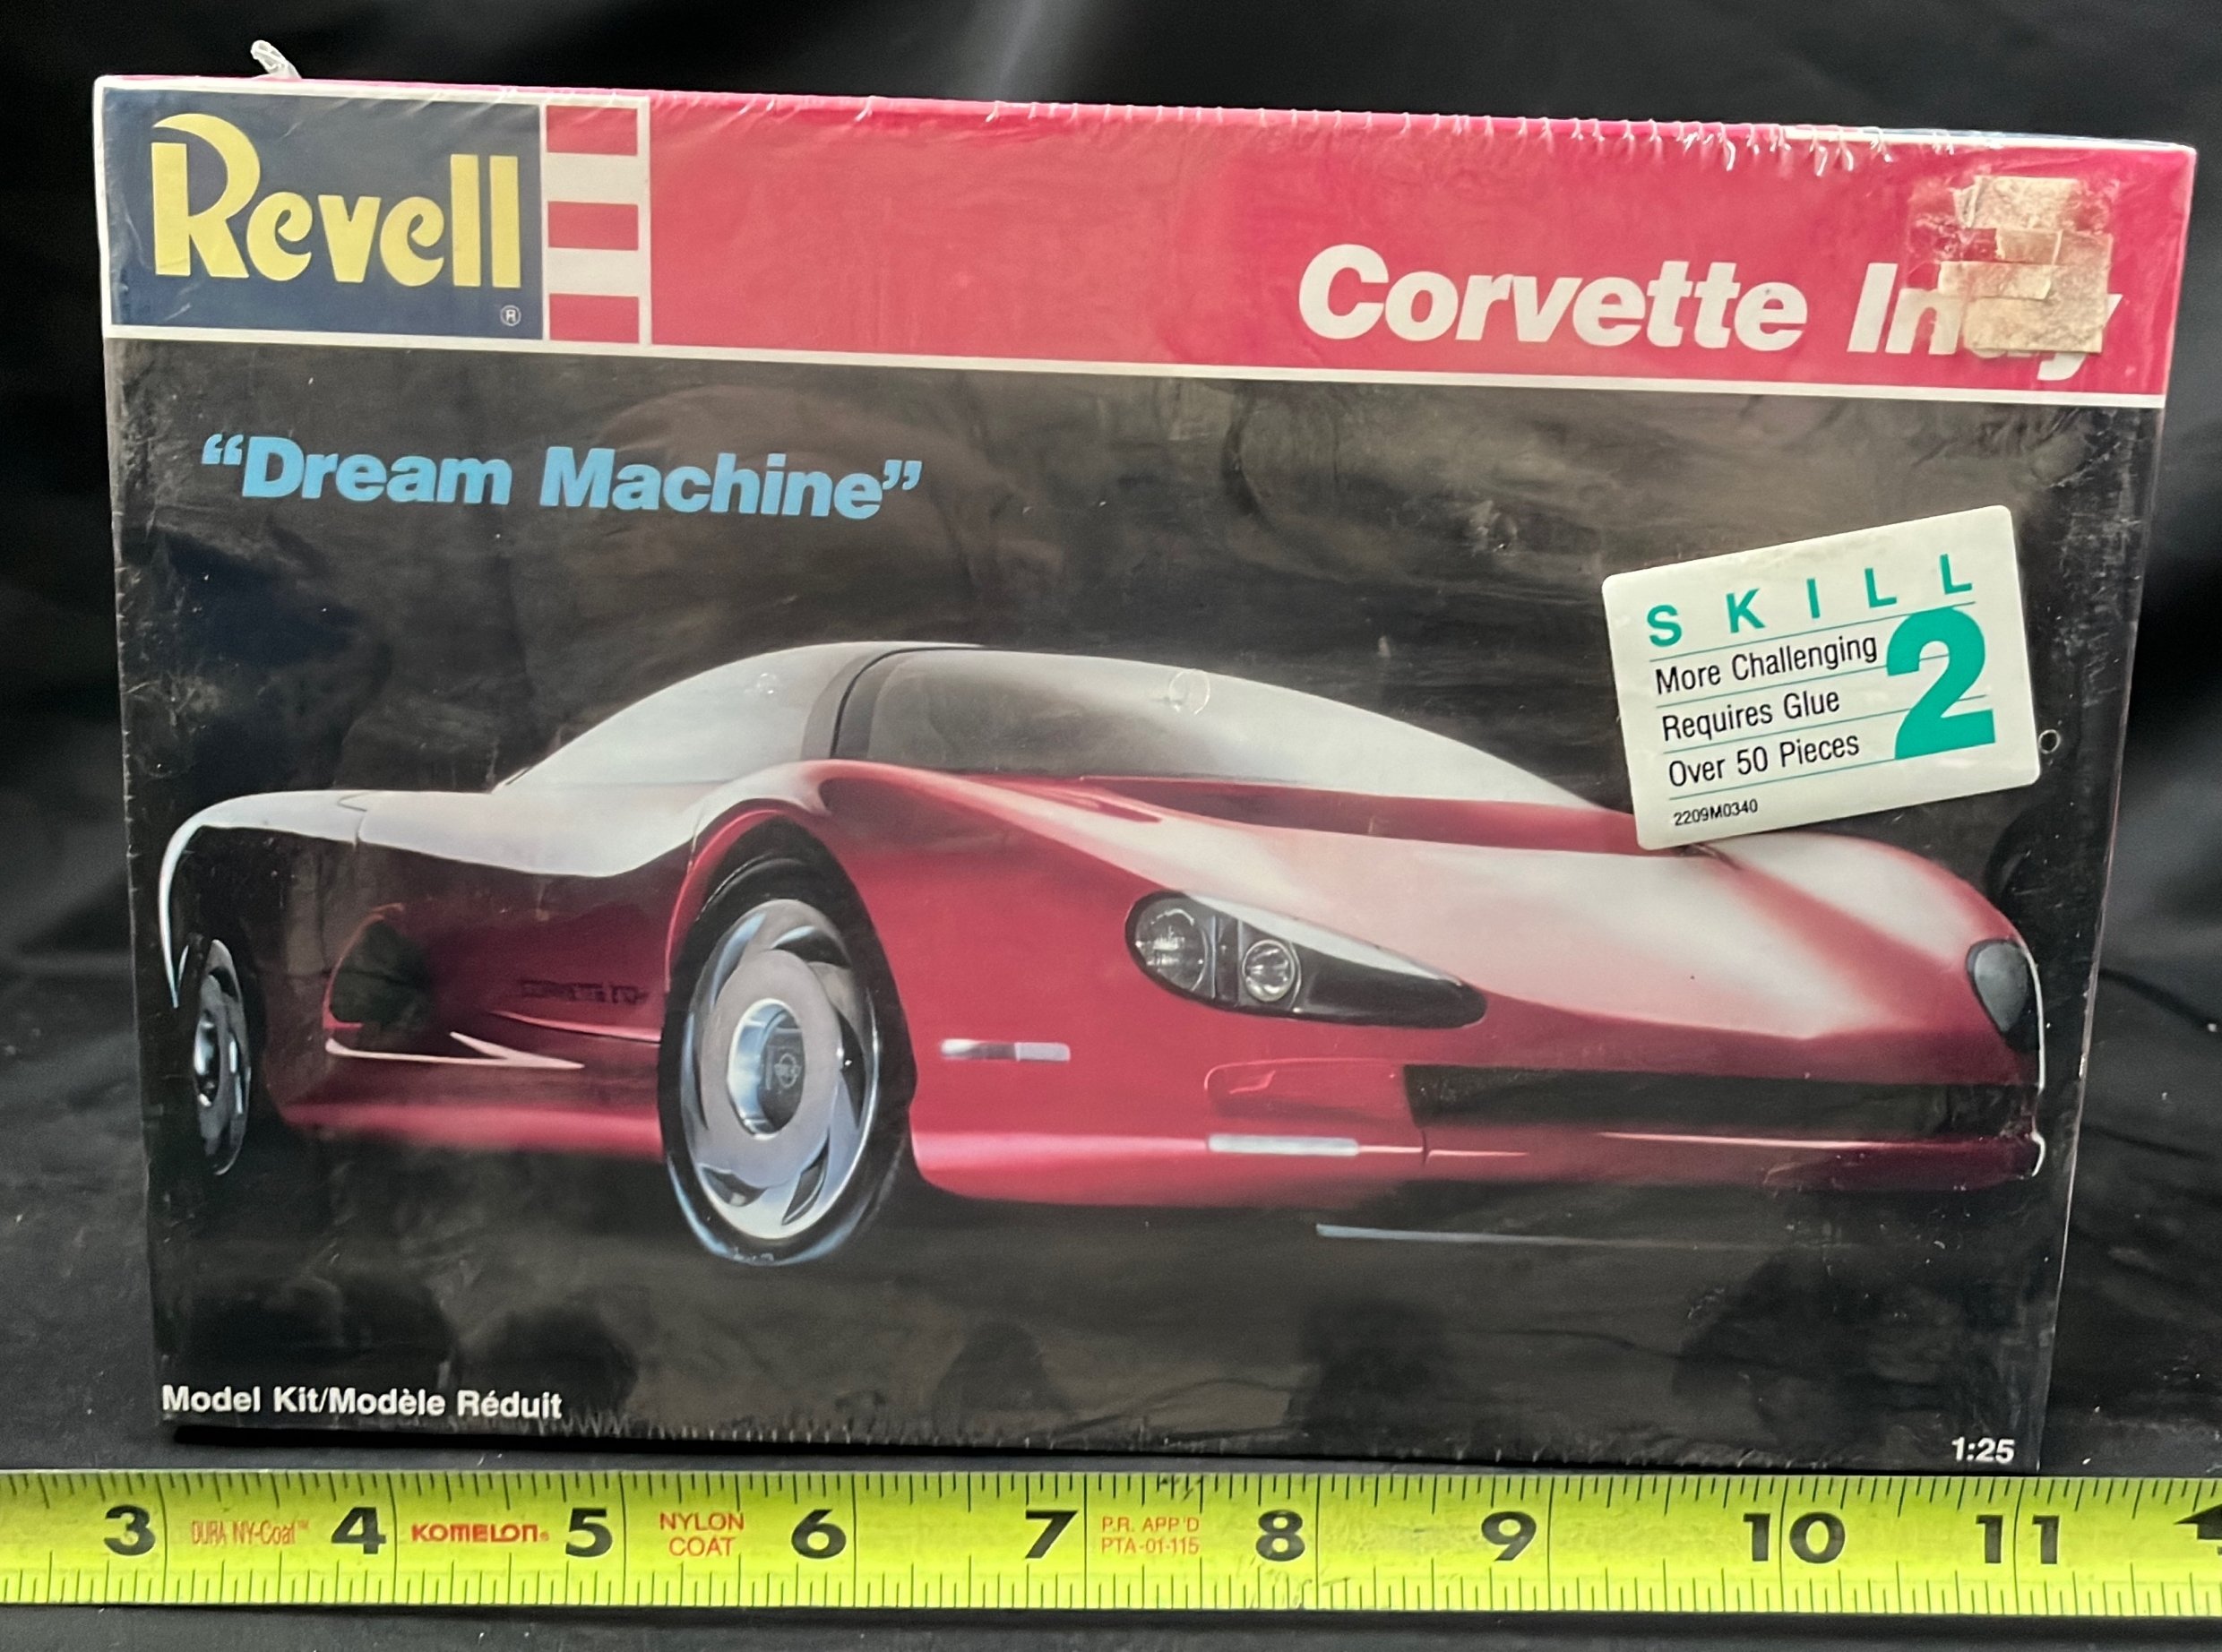 Revell
®
Corvette Indy
“Dream Machine”
SKILL
2
More Challenging
Requires Glue
Over 50 Pieces
2209M0340
Model Kit/Modèle Réduit
1:25
3 DURA NY-Coat™ 4 KOMELON® 5 NYLON COAT 6 7 P.R. APP'D PTA-01-115 8 9 10 11